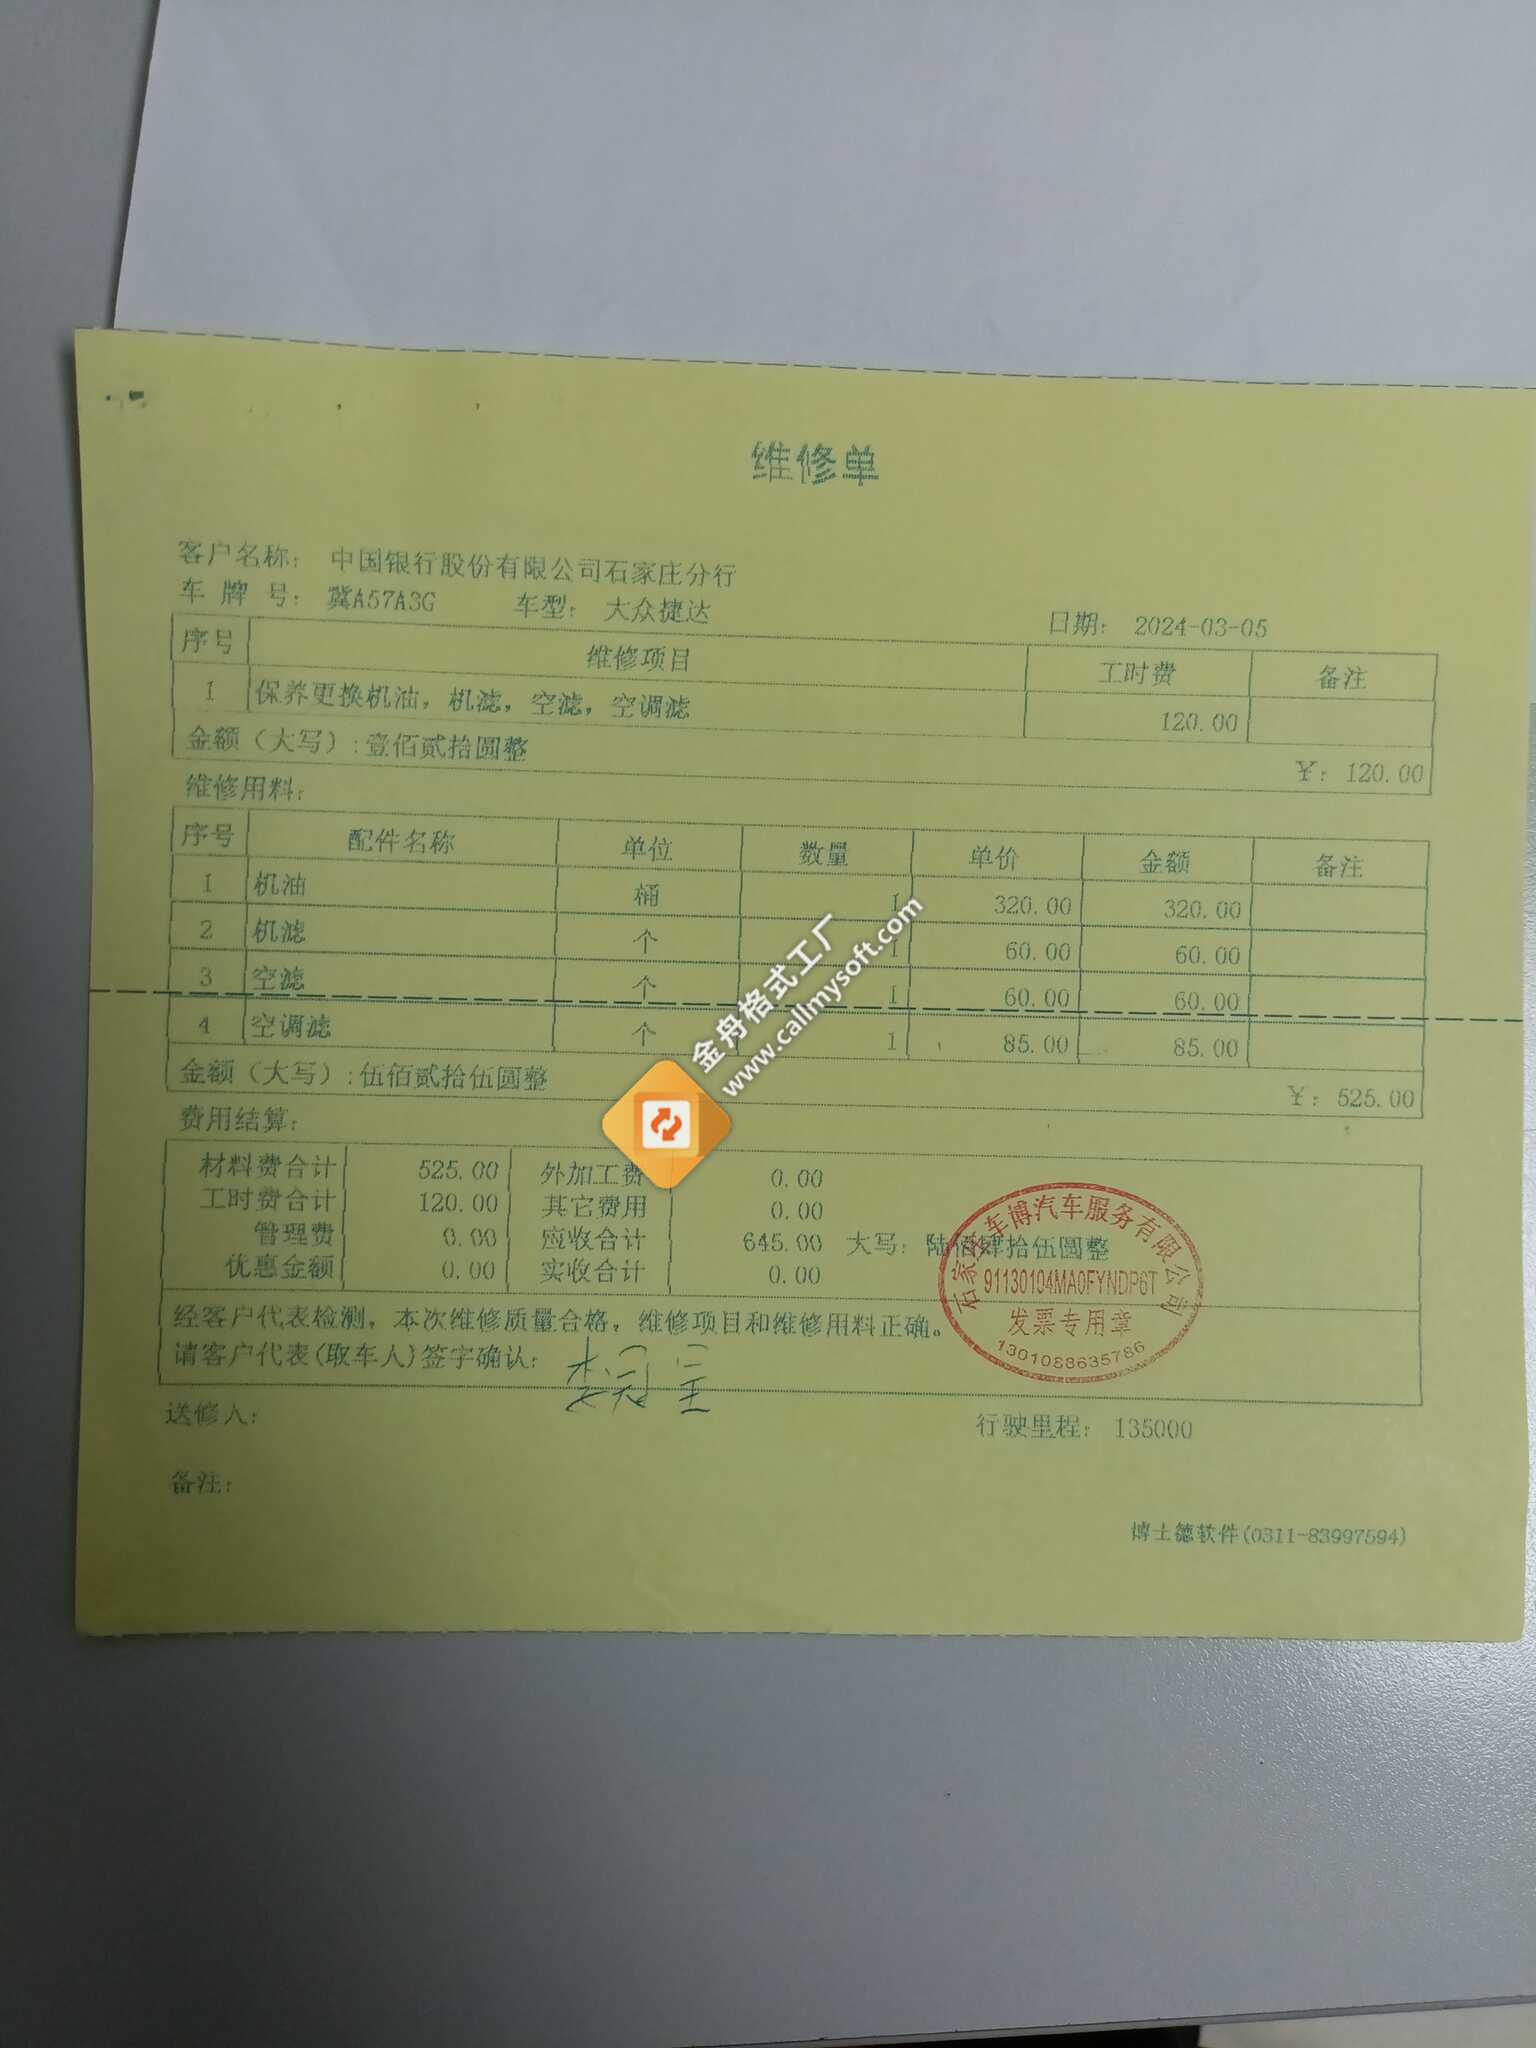 维修单
客户名称： 中国银行股份有限公司石家庄分行
车 牌 号： 冀A57A3G 车型： 大众捷达 日期： 2024-03-05
序号 维修项目 工时费 备注
1 保养更换机油，机滤，空滤，空调滤 120.00
金额（大写）:壹佰贰拾圆整 ￥：120.00
维修用料：
序号 配件名称 单位 数量 单价 金额 备注
1 机油 桶 1 320.00 320.00
2 机滤 个 1 60.00 60.00
3 空滤 个 1 60.00 60.00
4 空调滤 个 1 85.00 85.00
金额（大写）:伍佰贰拾伍圆整 ￥：525.00
费用结算：
材料费合计 525.00 外加工费 0.00
工时费合计 120.00 其它费用 0.00
管理费 0.00 应收合计 645.00 大写：陆佰肆拾伍圆整
优惠金额 0.00 实收合计 0.00
经客户代表检测，本次维修质量合格，维修项目和维修用料正确。
请客户代表(取车人)签字确认：
送修人： 行驶里程： 135000
备注：
博士德软件(0311-83997594)
石家庄车博汽车服务有限公司
91130104MA0FYNDP6T
发票专用章
1301088635786
金舟格式工厂
www.callmysoft.com